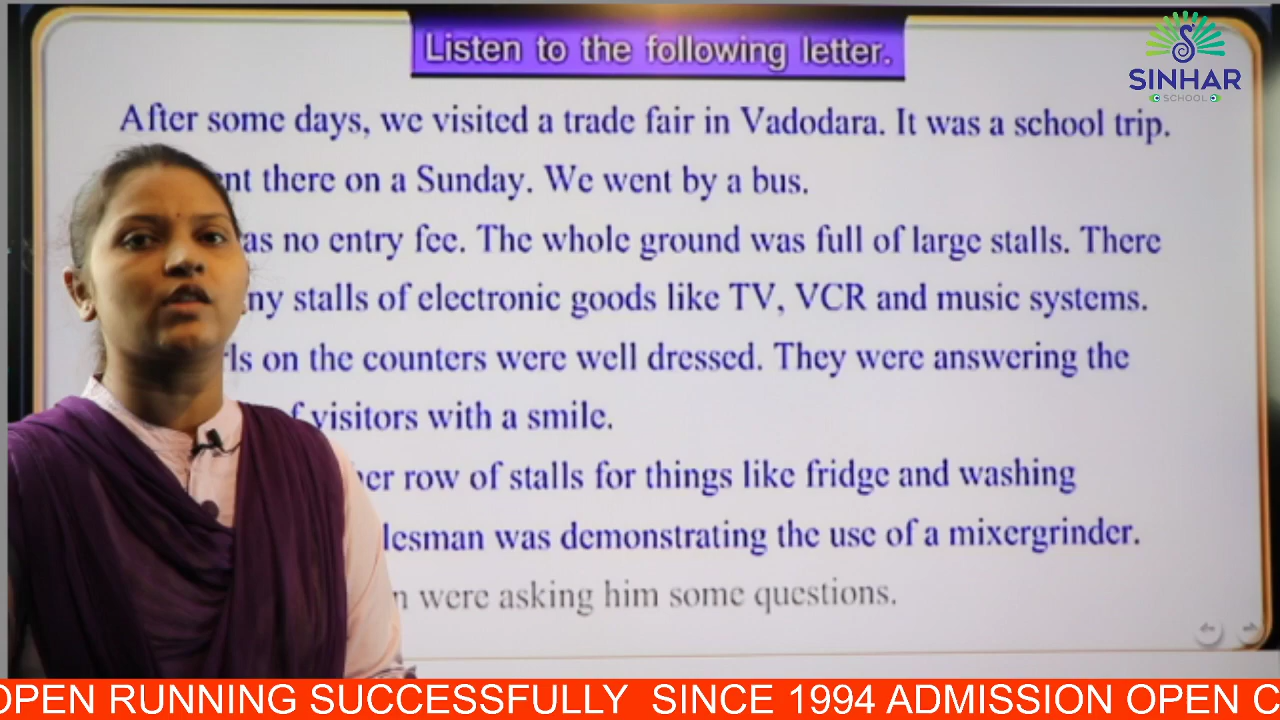 Listen to the following letter.
SINHAR
SCHOOL
After some days, we visited a trade fair in Vadodara. It was a school trip.
nt there on a Sunday. We went by a bus.
as no entry fee. The whole ground was full of large stalls. There
ny stalls of electronic goods like TV, VCR and music systems.
ls on the counters were well dressed. They were answering the
f visitors with a smile.
er row of stalls for things like fridge and washing
lesman was demonstrating the use of a mixergrinder.
n were asking him some questions.
OPEN RUNNING SUCCESSFULLY SINCE 1994 ADMISSION OPEN C